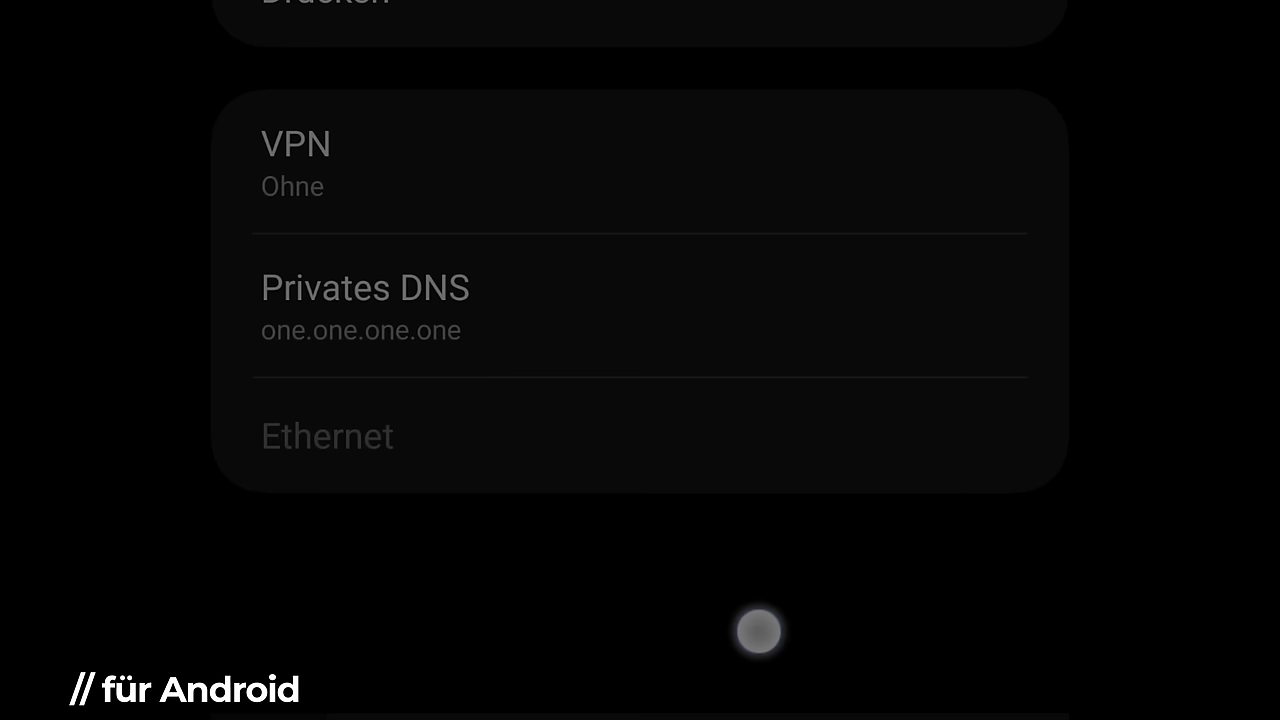 Drucken
VPN
Ohne
Privates DNS
one.one.one.one
Ethernet
// für Android